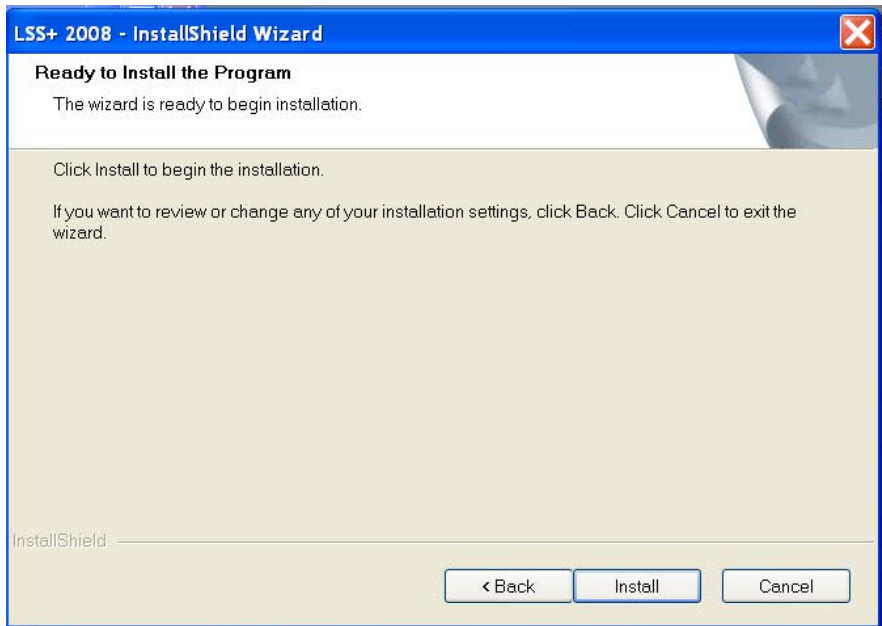 LSS+ 2008 - InstallShield Wizard
Ready to Install the Program
The wizard is ready to begin installation.
Click Install to begin the installation.
If you want to review or change any of your installation settings, click Back. Click Cancel to exit the
wizard.
InstallShield
< Back Install Cancel